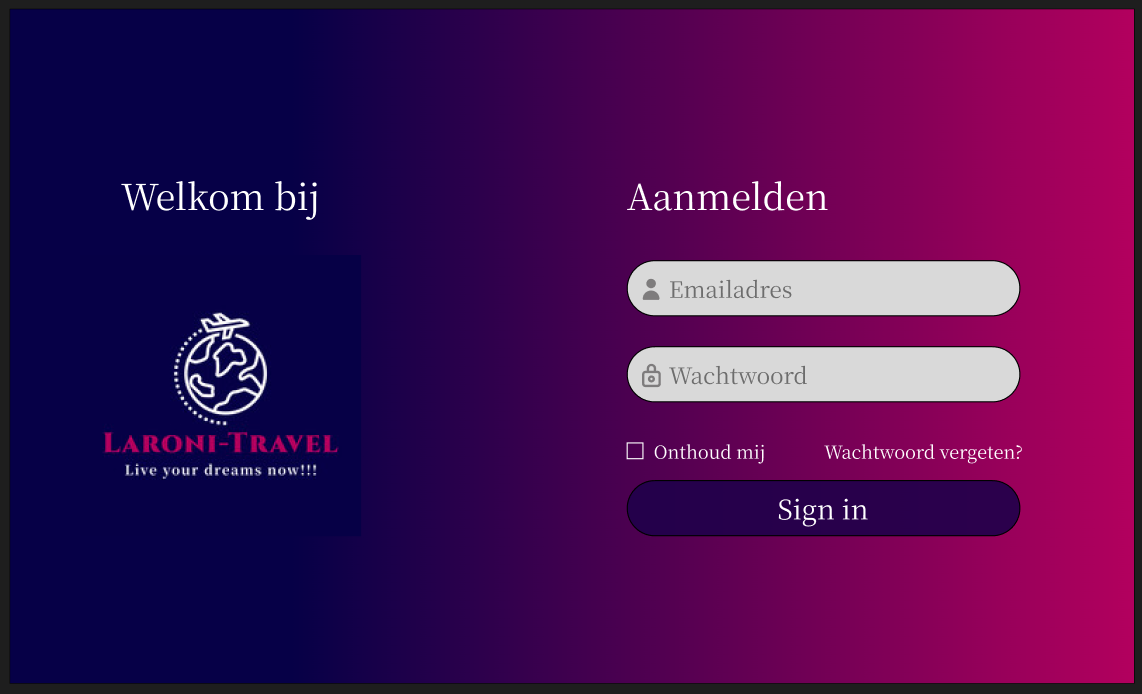 Welkom bij
LARONI-TRAVEL
Live your dreams now!!!
Aanmelden
Emailadres
Wachtwoord
Onthoud mij
Wachtwoord vergeten?
Sign in